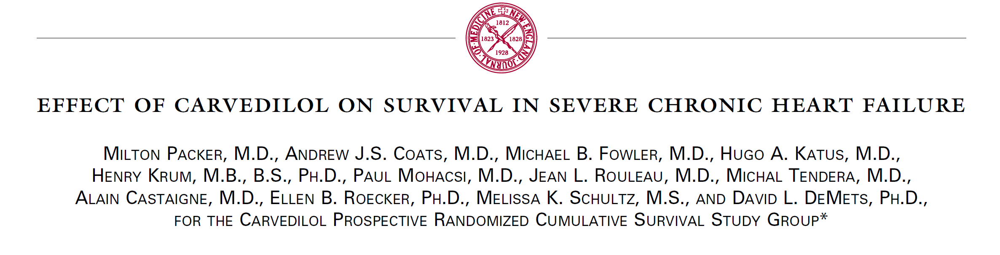 THE NEW ENGLAND JOURNAL OF MEDICINE
1812
1823 1828
1928
EFFECT OF CARVEDILOL ON SURVIVAL IN SEVERE CHRONIC HEART FAILURE
MILTON PACKER, M.D., ANDREW J.S. COATS, M.D., MICHAEL B. FOWLER, M.D., HUGO A. KATUS, M.D.,
HENRY KRUM, M.B., B.S., PH.D., PAUL MOHACSI, M.D., JEAN L. ROULEAU, M.D., MICHAL TENDERA, M.D.,
ALAIN CASTAIGNE, M.D., ELLEN B. ROECKER, PH.D., MELISSA K. SCHULTZ, M.S., AND DAVID L. DEMETS, PH.D.,
FOR THE CARVEDILOL PROSPECTIVE RANDOMIZED CUMULATIVE SURVIVAL STUDY GROUP*